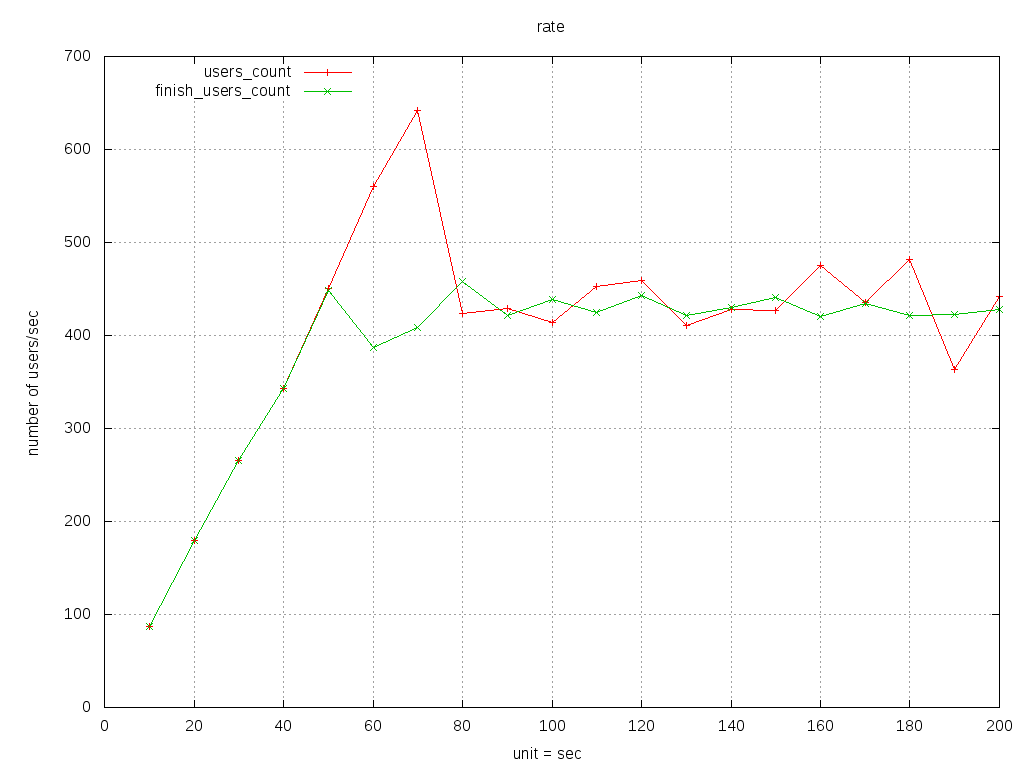 rate
700
users_count
finish_users_count
600
500
400
300
200
100
0
number of users/sec
0 20 40 60 80 100 120 140 160 180 200
unit = sec